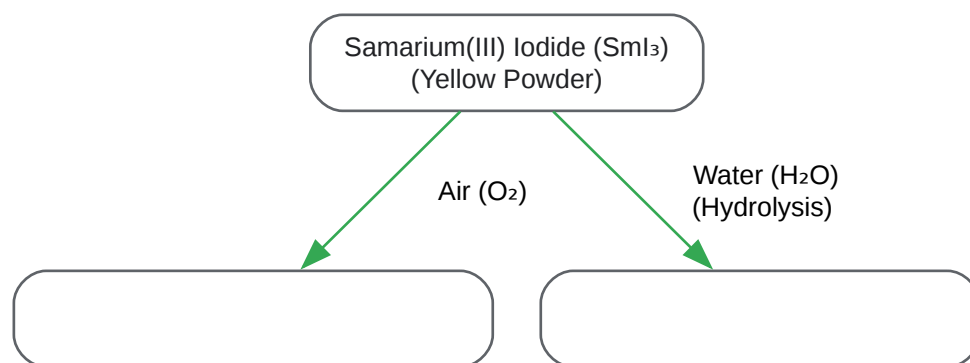 Samarium(III) Iodide (SmI₃)
(Yellow Powder)
Air (O₂)
Water (H₂O)
(Hydrolysis)